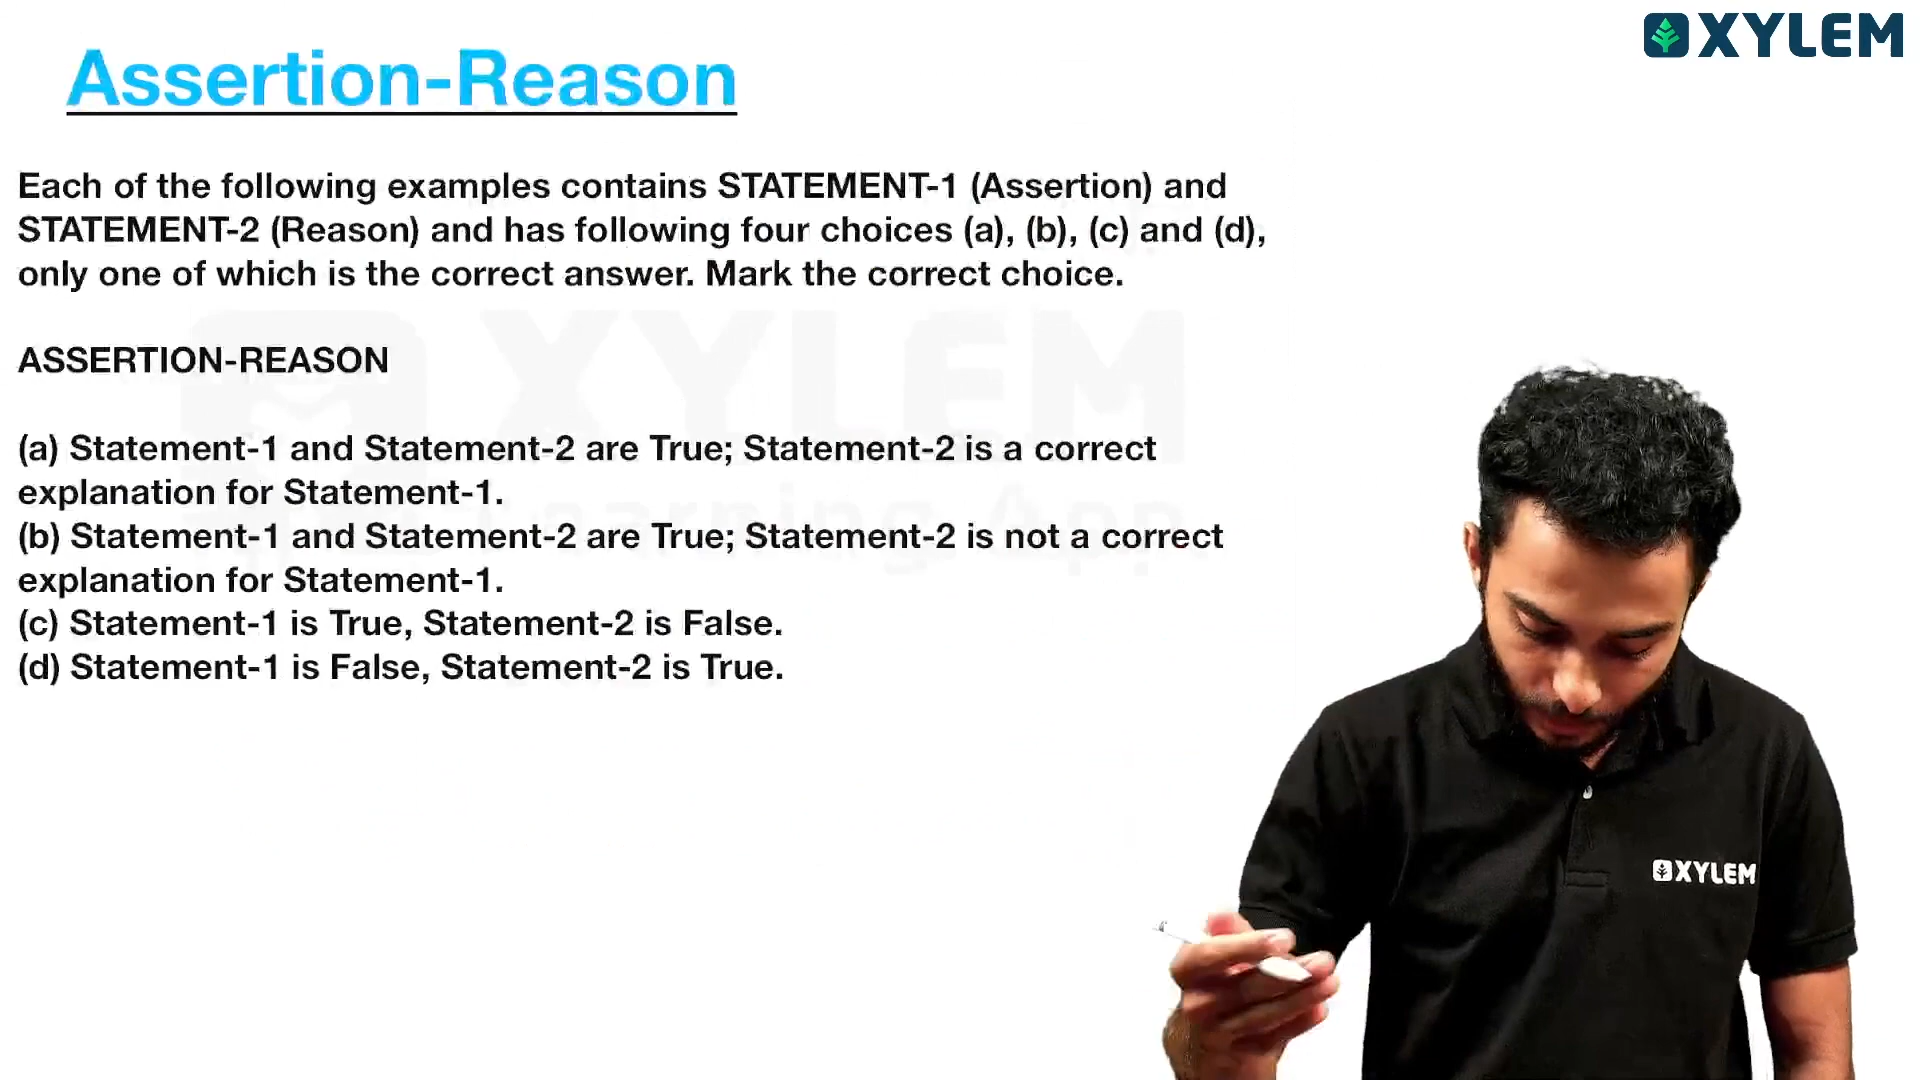 XYLEM
Assertion-Reason
Each of the following examples contains STATEMENT-1 (Assertion) and
STATEMENT-2 (Reason) and has following four choices (a), (b), (c) and (d),
only one of which is the correct answer. Mark the correct choice.
ASSERTION-REASON
(a) Statement-1 and Statement-2 are True; Statement-2 is a correct
explanation for Statement-1.
(b) Statement-1 and Statement-2 are True; Statement-2 is not a correct
explanation for Statement-1.
(c) Statement-1 is True, Statement-2 is False.
(d) Statement-1 is False, Statement-2 is True.
XYLEM
Learning App
XYLEM